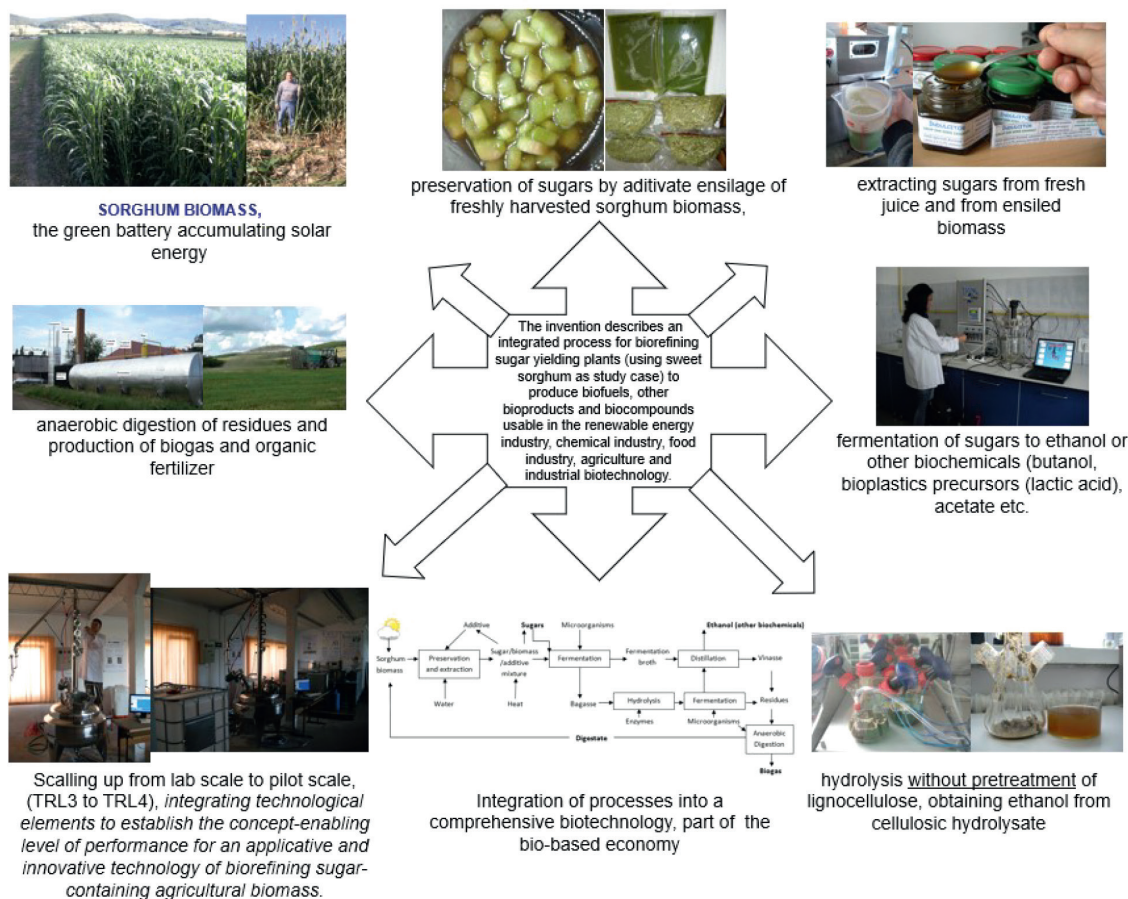 SORGHUM BIOMASS,
the green battery accumulating solar
energy
preservation of sugars by aditivate ensilage of
freshly harvested sorghum biomass,
extracting sugars from fresh
juice and from ensiled
biomass
anaerobic digestion of residues and
production of biogas and organic
fertilizer
The invention describes an
integrated process for biorefining
sugar yielding plants (using sweet
sorghum as study case) to
produce biofuels, other
bioproducts and biocompounds
usable in the renewable energy
industry, chemical industry, food
industry, agriculture and
industrial biotechnology.
fermentation of sugars to ethanol or
other biochemicals (butanol,
bioplastics precursors (lactic acid),
acetate etc.
Scalling up from lab scale to pilot scale,
(TRL3 to TRL4), integrating technological
elements to establish the concept-enabling
level of performance for an applicative and
innovative technology of biorefining sugar-
containing agricultural biomass.
Additive
Sugars
Microorganisms
Ethanol (other biochemicals)
Sorghum
biomass
Preservation
and extraction
Sugar/biomass
/additive
mixture
Fermentation
Fermentation
broth
Distillation
Vinasse
Water
Heat
Bagasse
Hydrolysis
Fermentation
Residues
Enzymes
Microorganisms
Digestate
Anaerobic
Digestion
Biogas
Integration of processes into a
comprehensive biotechnology, part of the
bio-based economy
hydrolysis without pretreatment of
lignocellulose, obtaining ethanol from
cellulosic hydrolysate